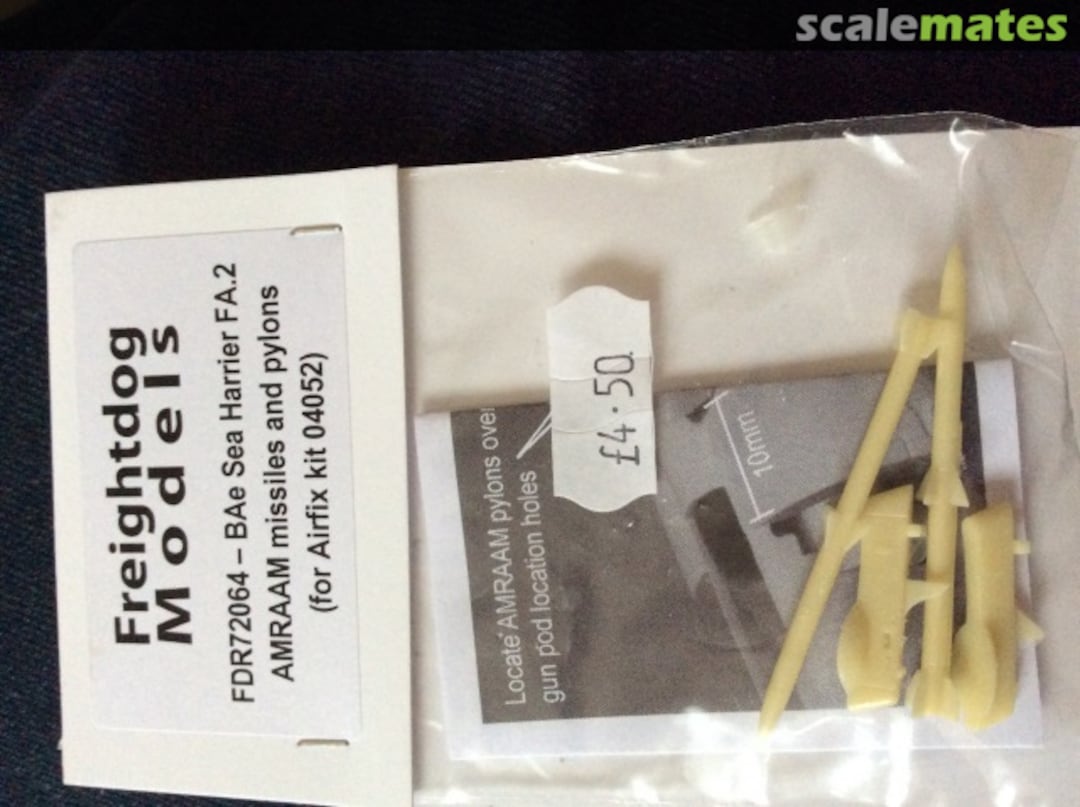 scalemates
Freightdog
Models
FDR72064 – BAe Sea Harrier FA.2
AMRAAM missiles and pylons
(for Airfix kit 04052)
£4.50
Locate AMRAAM pylons over
gun pod location holes
10mm